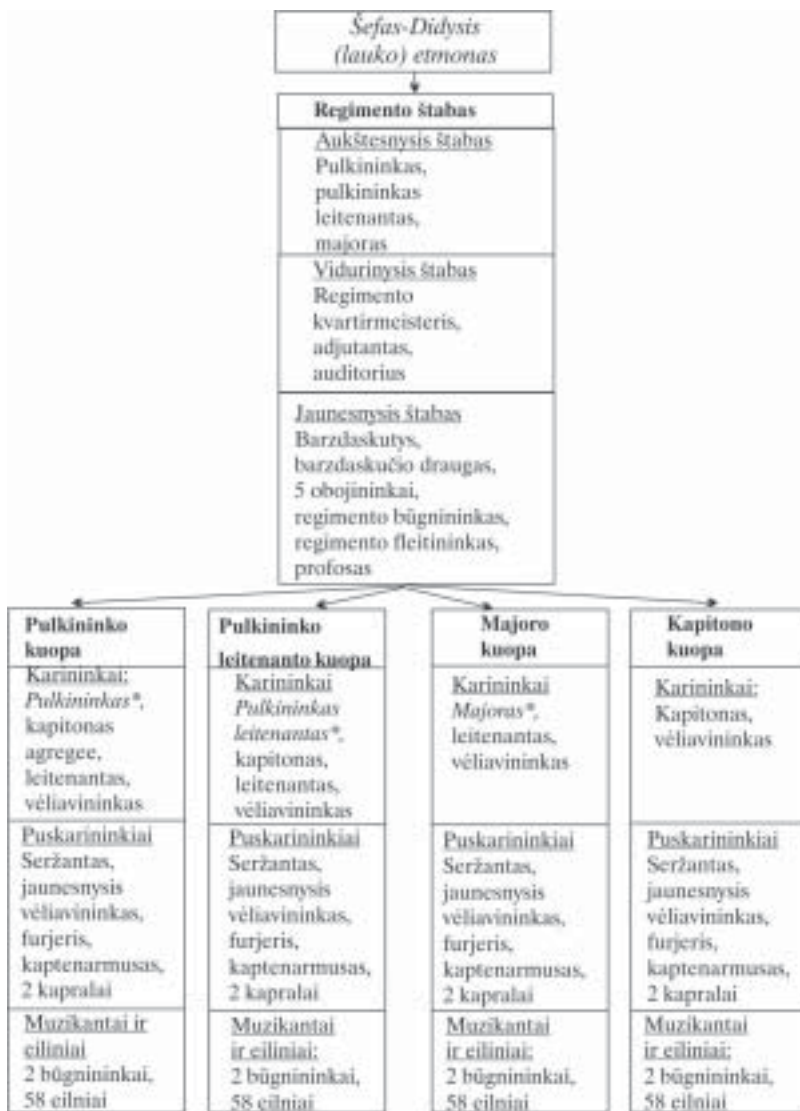 Šefas-Didysis
(lauko) etmonas
Regimento štabas
Aukštesnysis štabas
Pulkininkas,
pulkininkas
leitenantas,
majoras
Vidurinysis štabas
Regimento
kvartirmeisteris,
adjutantas,
auditorius
Jaunesnysis štabas
Barzdaskutys,
barzdaskučio draugas,
5 obojininkai,
regimento būgnininkas,
regimento fleitininkas,
profosas
Pulkininko
kuopa
Karininkai:
Pulkininkas*,
kapitonas
agregee,
leitenantas,
vėliavininkas
Puskarininkiai
Seržantas,
jaunesnysis
vėliavininkas,
furjeris,
kaptenarmusas,
2 kapralai
Muzikantai ir
eiliniai
2 būgnininkai,
58 eilniai
Pulkininko
leitenanto kuopa
Karininkai
Pulkininkas
leitenantas*,
kapitonas,
leitenantas,
vėliavininkas
Puskarininkiai
Seržantas,
jaunesnysis
vėliavininkas,
furjeris,
kaptenarmusas,
2 kapralai
Muzikantai
ir eiliniai:
2 būgnininkai,
58 eilniai
Majoro
kuopa
Karininkai
Majoras*,
leitenantas,
vėliavininkas
Puskarininkiai
Seržantas,
jaunesnysis
vėliavininkas,
furjeris,
kaptenarmusas,
2 kapralai
Muzikantai
ir eiliniai:
2 būgnininkai,
58 eilniai
Kapitono
kuopa
Karininkai:
Kapitonas,
vėliavininkas
Puskarininkiai
Seržantas,
jaunesnysis
vėliavininkas,
furjeris,
kaptenarmusas,
2 kapralai
Muzikantai
ir eiliniai:
2 būgnininkai,
58 eilniai